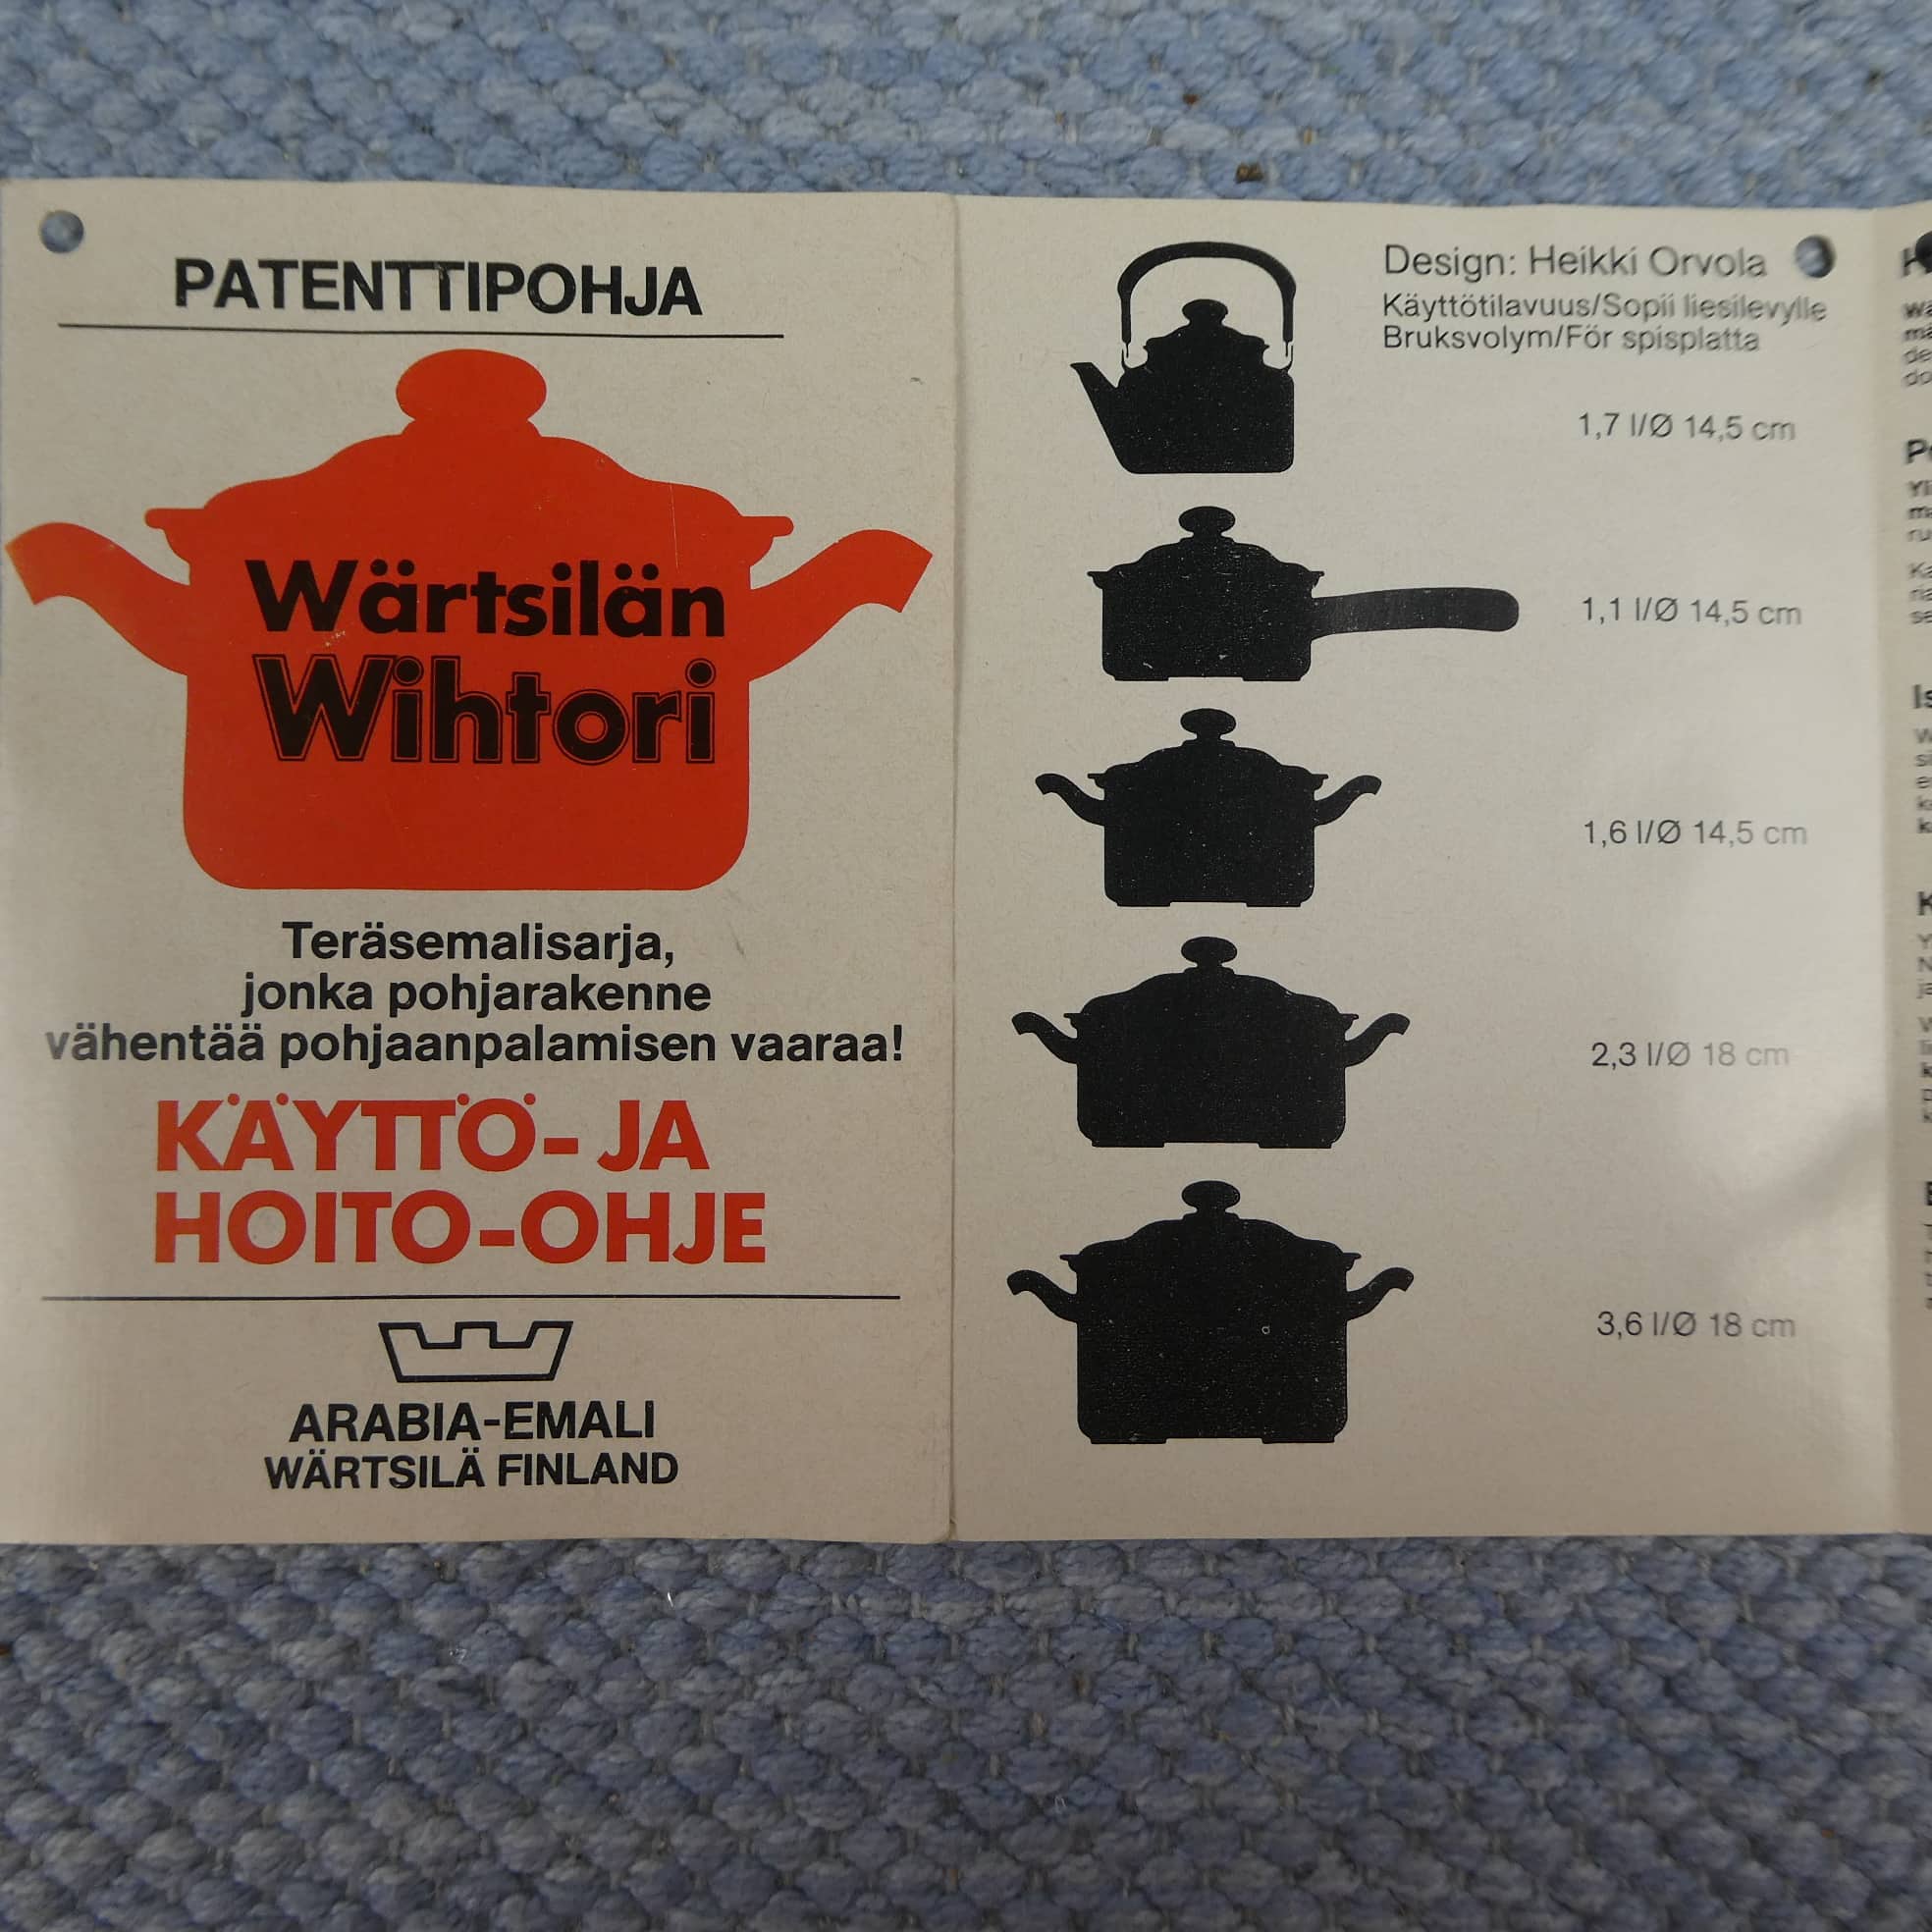 PATENTTIPOHJA
Wärtsilän
Wihtori
Teräsemalisarja,
jonka pohjarakenne
vähentää pohjaanpalamisen vaaraa!
KÄYTTÖ- JA
HOITO-OHJE
ARABIA-EMALI
WÄRTSILÄ FINLAND
Design: Heikki Orvola
Käyttötilavuus/Sopii liesilevylle
Bruksvolym/För spisplatta
1,7 l/Ø 14,5 cm
1,1 l/Ø 14,5 cm
1,6 l/Ø 14,5 cm
2,3 l/Ø 18 cm
3,6 l/Ø 18 cm